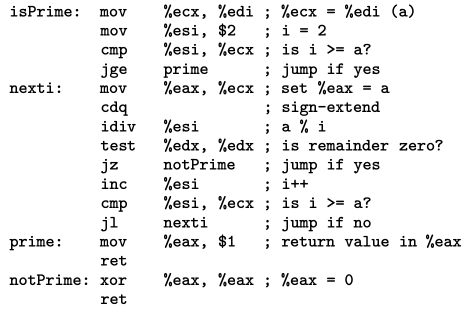 isPrime: mov %ecx, %edi ; %ecx = %edi (a)
mov %esi, $2 ; i = 2
cmp %esi, %ecx ; is i >= a?
jge prime ; jump if yes
nexti: mov %eax, %ecx ; set %eax = a
cdq ; sign-extend
idiv %esi ; a % i
test %edx, %edx ; is remainder zero?
jz notPrime ; jump if yes
inc %esi ; i++
cmp %esi, %ecx ; is i >= a?
jl nexti ; jump if no
prime: mov %eax, $1 ; return value in %eax
ret
notPrime: xor %eax, %eax ; %eax = 0
ret